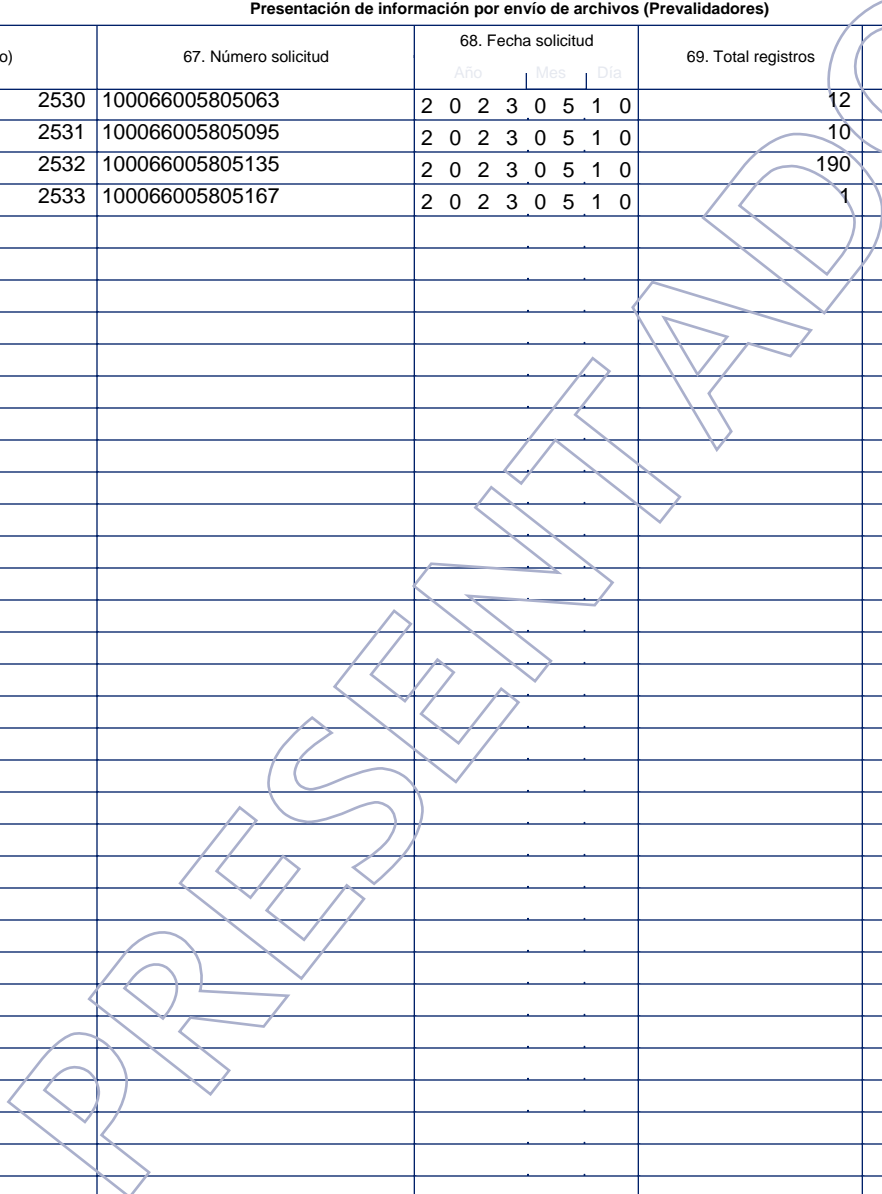 Presentación de información por envío de archivos (Prevalidadores)
o) 67. Número solicitud 68. Fecha solicitud 69. Total registros
Año Mes Día
2530 100066005805063 2 0 2 3 0 5 1 0 12
2531 100066005805095 2 0 2 3 0 5 1 0 10
2532 100066005805135 2 0 2 3 0 5 1 0 190
2533 100066005805167 2 0 2 3 0 5 1 0 1
PRESENTADO